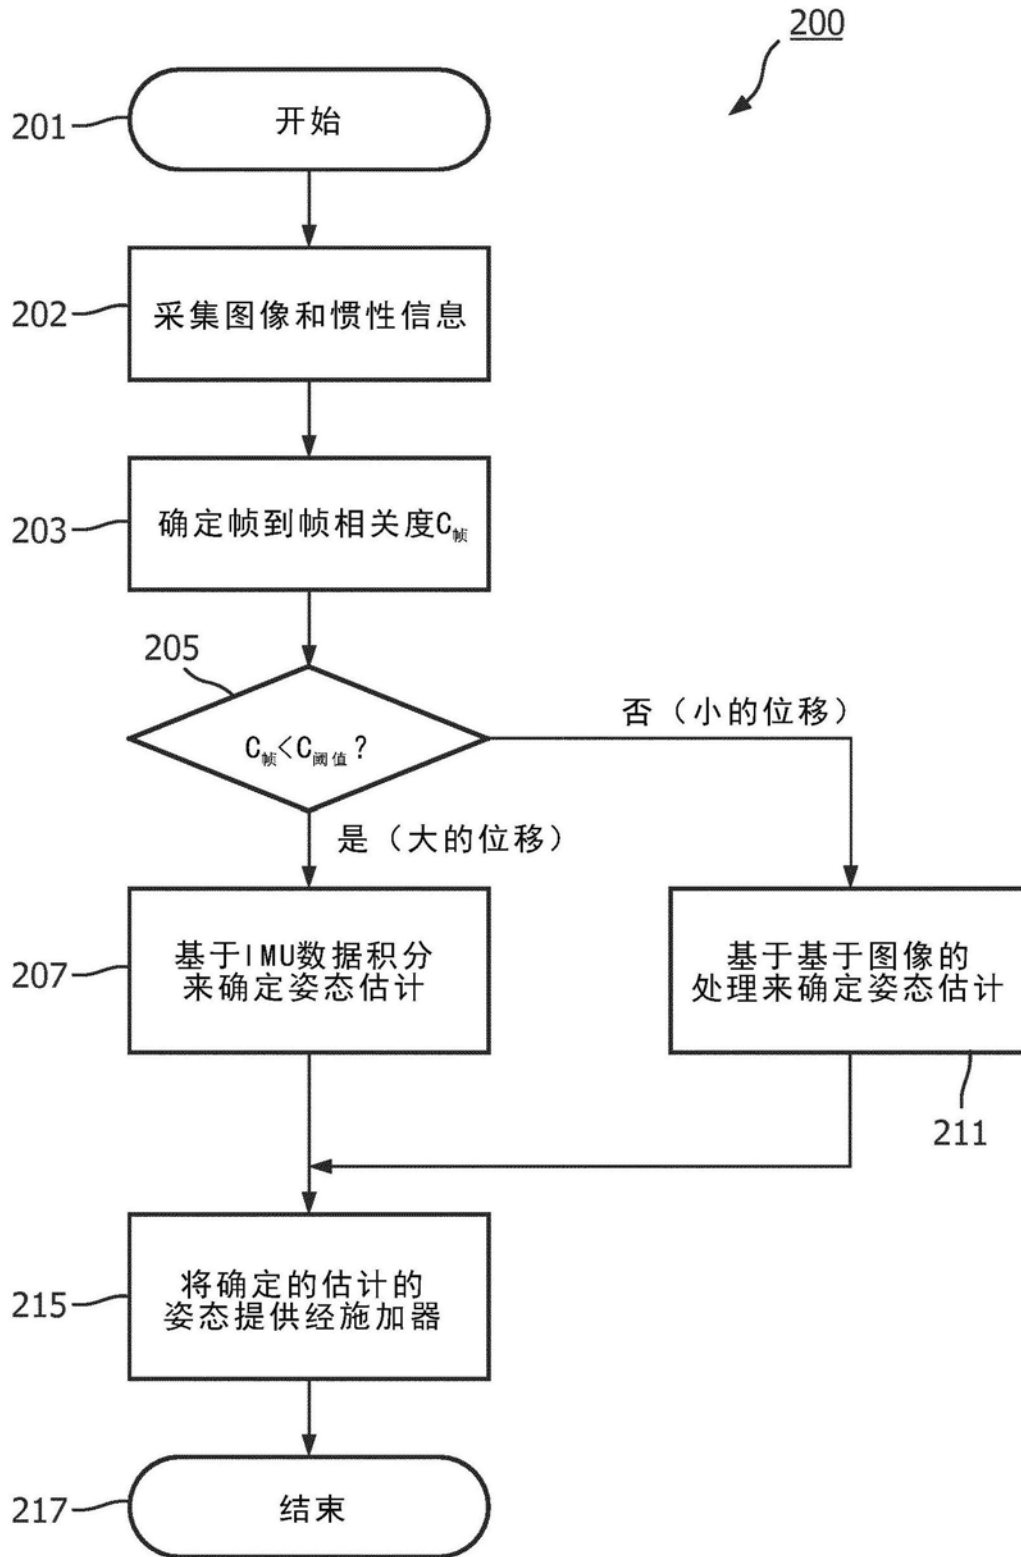 200
201
开始
202
采集图像和惯性信息
203
确定帧到帧相关度C帧
205
C帧<C阈值？
否（小的位移）
是（大的位移）
207
基于IMU数据积分
来确定姿态估计
基于基于图像的
处理来确定姿态估计
211
215
将确定的估计的
姿态提供经施加器
217
结束